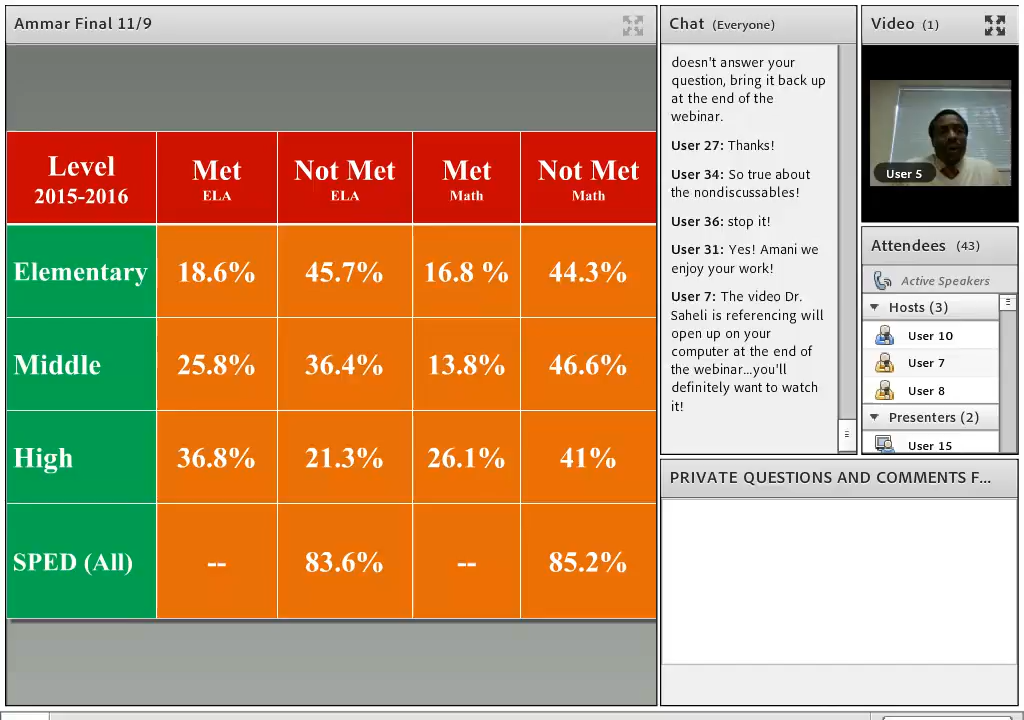 Ammar Final 11/9
Level Met Not Met Met Not Met
2015-2016 ELA ELA Math Math
Elementary 18.6% 45.7% 16.8 % 44.3%
Middle 25.8% 36.4% 13.8% 46.6%
High 36.8% 21.3% 26.1% 41%
SPED (All) -- 83.6% -- 85.2%
Chat (Everyone)
doesn't answer your
question, bring it back up
at the end of the
webinar.
User 27: Thanks!
User 34: So true about
the nondiscussables!
User 36: stop it!
User 31: Yes! Amani we
enjoy your work!
User 7: The video Dr.
Saheli is referencing will
open up on your
computer at the end of
the webinar...you'll
definitely want to watch
it!
Video (1)
User 5
Attendees (43)
Active Speakers
Hosts (3)
User 10
User 7
User 8
Presenters (2)
User 15
PRIVATE QUESTIONS AND COMMENTS F...